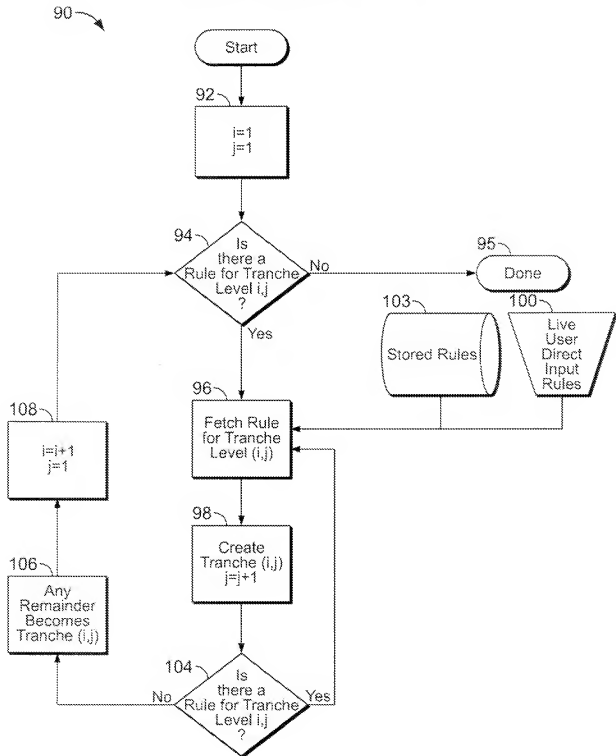 90
Start
92
i=1
j=1
94
Is
there a
Rule for Tranche
Level i,j
?
No
Yes
95
Done
103
Stored Rules
100
Live
User
Direct
Input
Rules
96
Fetch Rule
for Tranche
Level (i,j)
98
Create
Tranche (i,j)
j=j+1
108
i=i+1
j=1
106
Any
Remainder
Becomes
Tranche (i,j)
104
Is
there a
Rule for Tranche
Level i,j
?
No
Yes